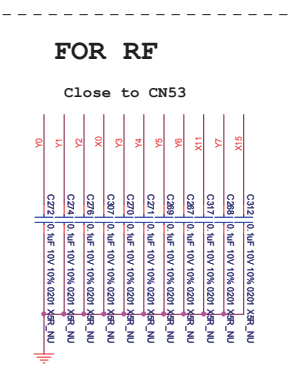 FOR RF
Close to CN53
Y0
Y1
Y2
X0
Y3
Y4
Y5
Y6
X11
Y7
X15
C272 0.1uF 10V 10% 0201 X5R_NU
C274 0.1uF 10V 10% 0201 X5R_NU
C276 0.1uF 10V 10% 0201 X5R_NU
C307 0.1uF 10V 10% 0201 X5R_NU
C270 0.1uF 10V 10% 0201 X5R_NU
C271 0.1uF 10V 10% 0201 X5R_NU
C269 0.1uF 10V 10% 0201 X5R_NU
C267 0.1uF 10V 10% 0201 X5R_NU
C317 0.1uF 10V 10% 0201 X5R_NU
C268 0.1uF 10V 10% 0201 X5R_NU
C312 0.1uF 10V 10% 0201 X5R_NU